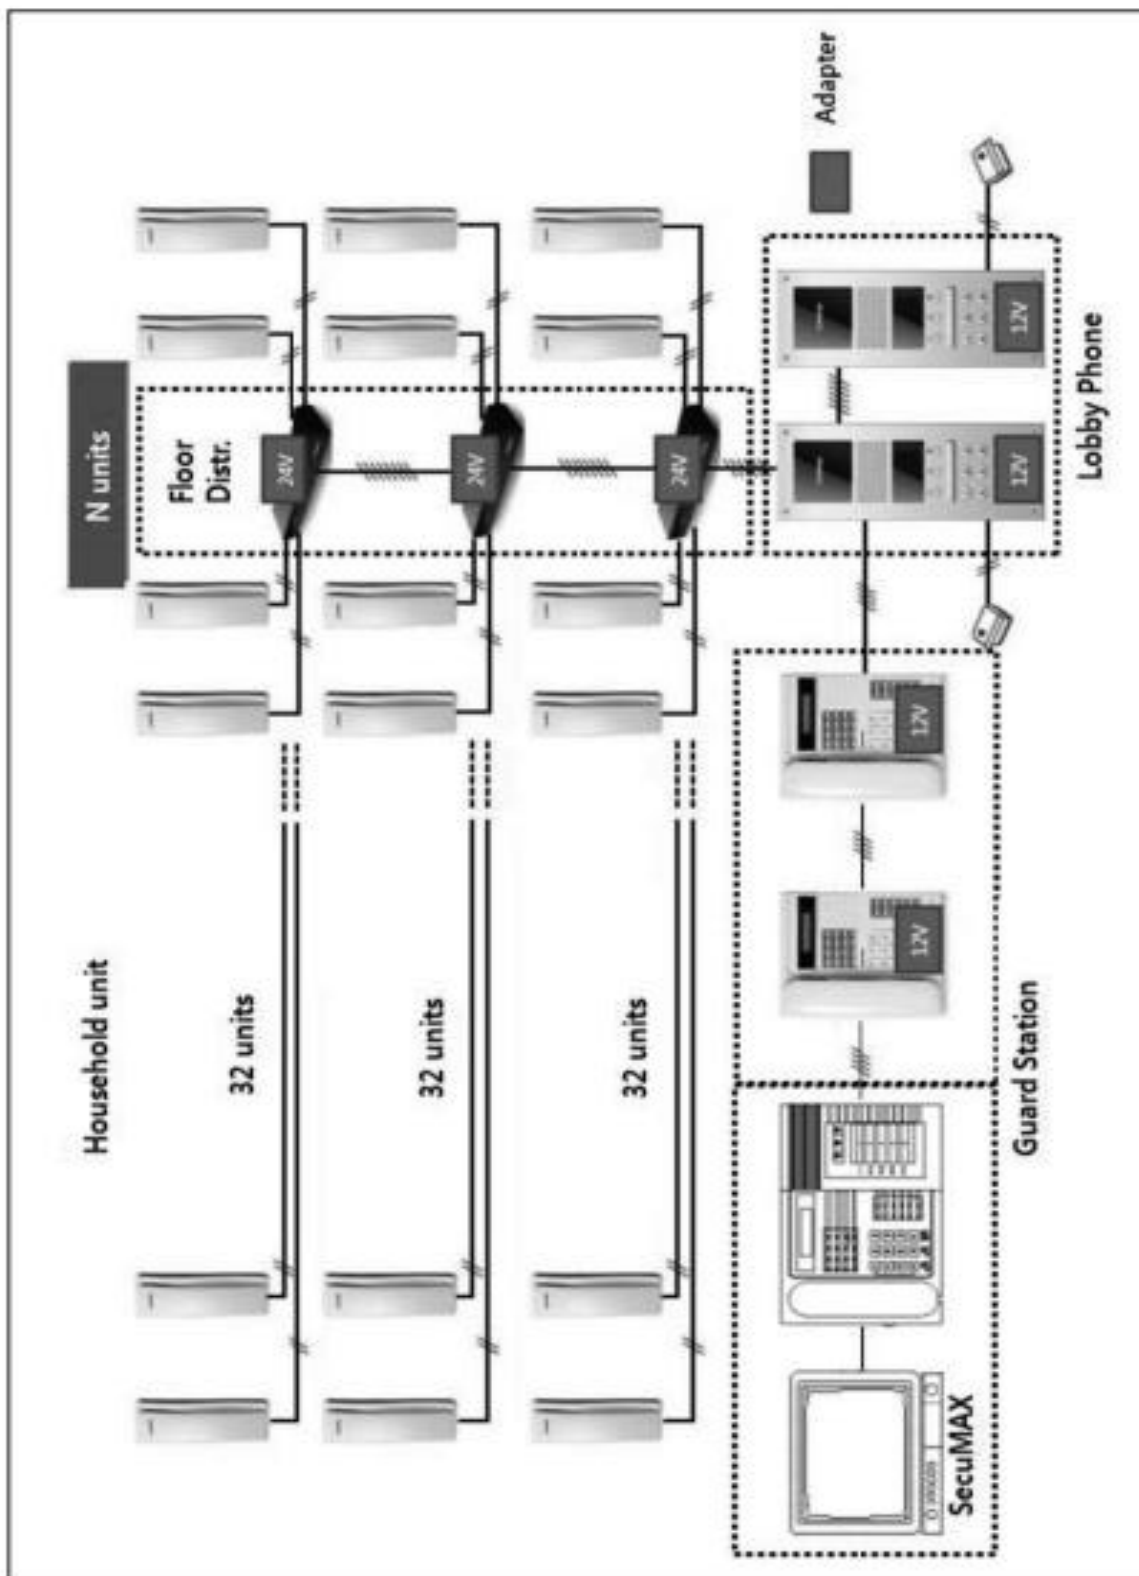 Household unit
N units
Floor
Distr.
32 units
24V
32 units
24V
32 units
24V
Adapter
12V
12V
12V
12V
SecuMAX
Guard Station
Lobby Phone